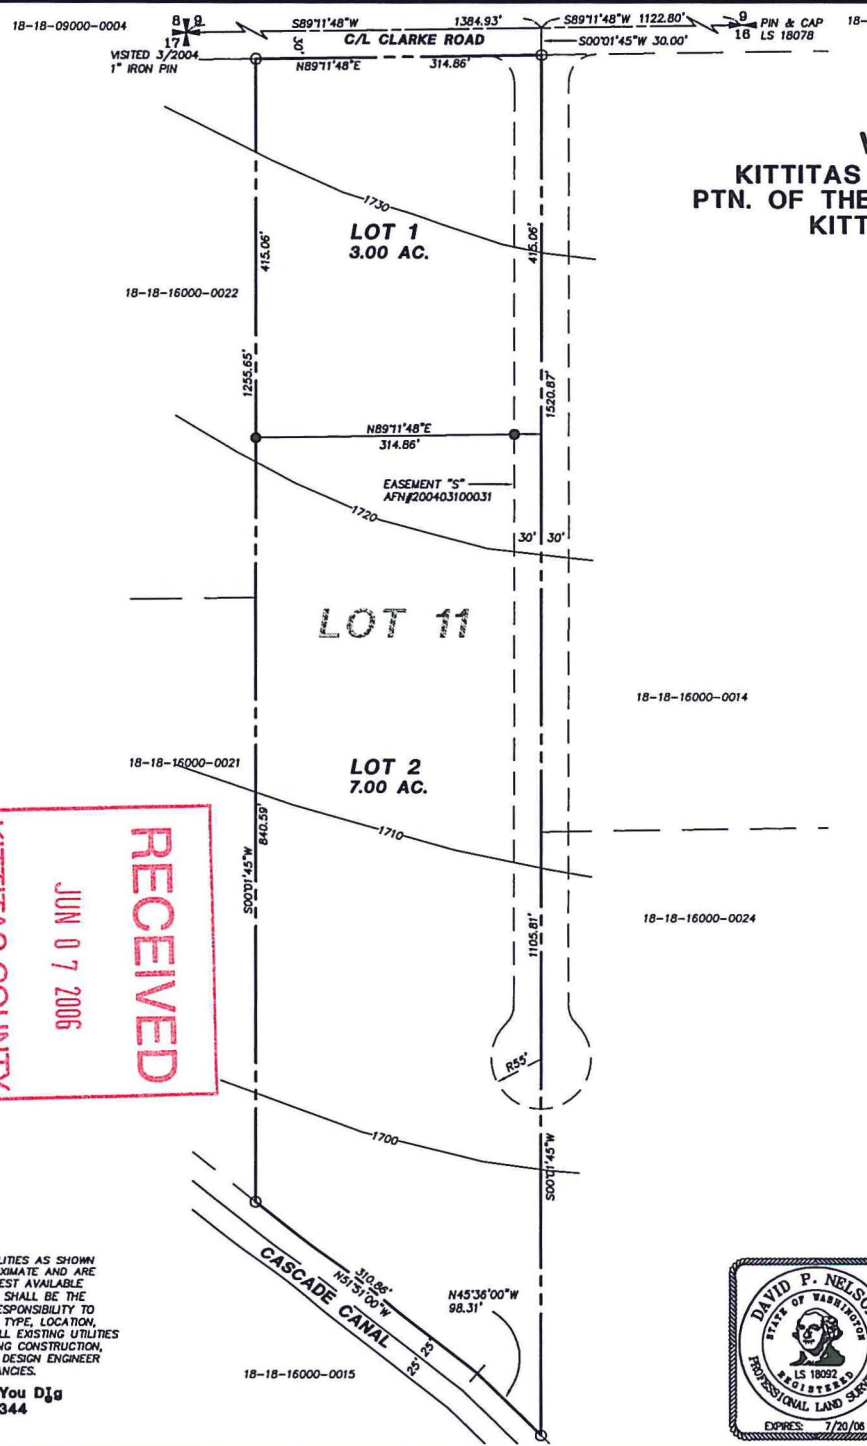 18-18-09000-0004
8 9
17
S89°11'48"W 1384.93'
S89°11'48"W 1122.80'
9
16
PIN & CAP
LS 18078
18-
VISITED 3/2004
1" IRON PIN
30'
C/L CLARKE ROAD
S00°01'45"W 30.00'
N89°11'48"E
314.86'
KITTITAS
PTN. OF THE
KITT
1730
LOT 1
3.00 AC.
415.06'
415.06'
18-18-16000-0022
1255.65'
1520.87'
N89°11'48"E
314.86'
EASEMENT "S"
AFN#200403100031
1720
30' 30'
LOT 11
18-18-16000-0014
18-18-16000-0021
LOT 2
7.00 AC.
1710
840.59'
S00°01'45"W
18-18-16000-0024
1105.81'
RECEIVED
JUN 07 2006
KITTITAS COUNTY
R55'
1700
S00°01'45"W
CASCADE CANAL
310.86'
N51°51'00"W
25' 25'
N45°36'00"W
98.31'
18-18-16000-0015
LITIES AS SHOWN
XIMATE AND ARE
EST AVAILABLE
SHALL BE THE
ESPONSIBILITY TO
TYPE, LOCATION,
LL EXISTING UTILITIES
NG CONSTRUCTION,
DESIGN ENGINEER
ANCIES.
You Dig
344
DAVID P. NELSO
STATE OF WASHINGTON
LS 18092
REGISTERED
PROFESSIONAL LAND SURVE
EXPIRES: 7/20/06